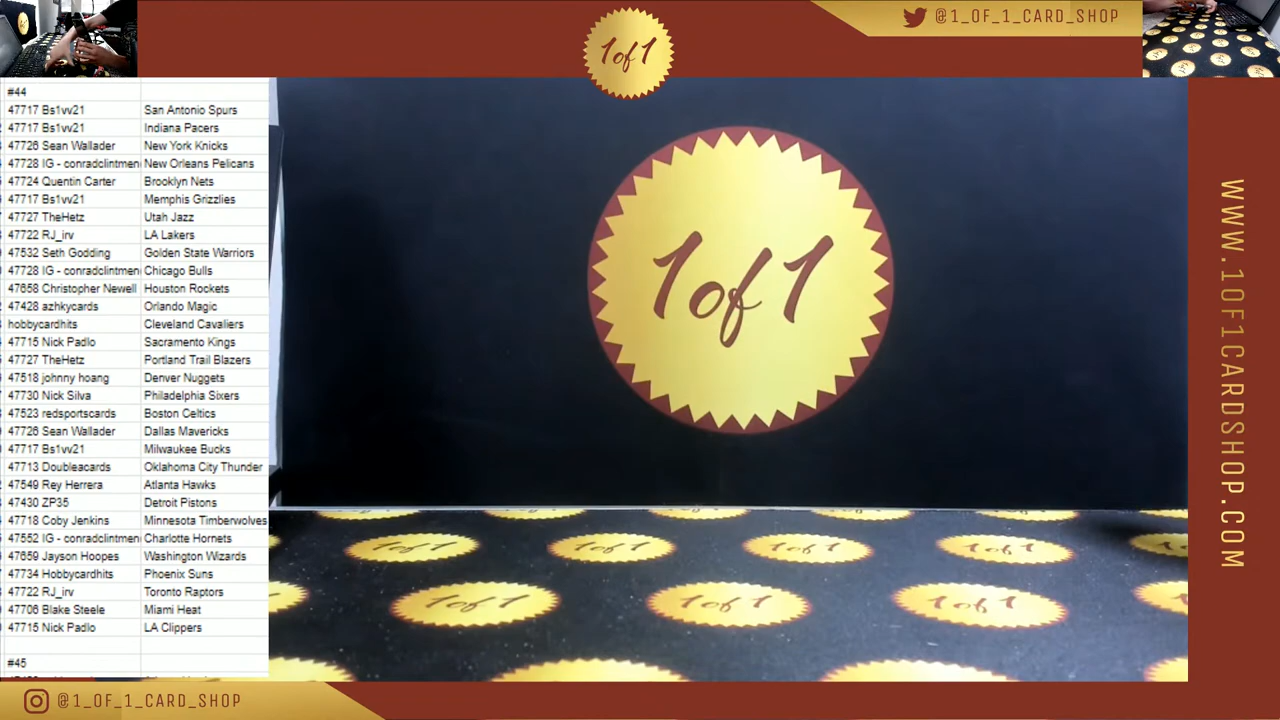 @1_OF_1_CARD_SHOP
1of1
#44
47717 Bs1vv21 San Antonio Spurs
47717 Bs1vv21 Indiana Pacers
47726 Sean Wallader New York Knicks
47728 IG - conradclintmen New Orleans Pelicans
47724 Quentin Carter Brooklyn Nets
47717 Bs1vv21 Memphis Grizzlies
47727 TheHetz Utah Jazz
47722 RJ_irv LA Lakers
47532 Seth Godding Golden State Warriors
47728 IG - conradclintmen Chicago Bulls
47658 Christopher Newell Houston Rockets
47428 azhkycards Orlando Magic
hobbycardhits Cleveland Cavaliers
47715 Nick Padlo Sacramento Kings
47727 TheHetz Portland Trail Blazers
47518 johnny hoang Denver Nuggets
47730 Nick Silva Philadelphia Sixers
47523 redsportscards Boston Celtics
47726 Sean Wallader Dallas Mavericks
47717 Bs1vv21 Milwaukee Bucks
47713 Doubleacards Oklahoma City Thunder
47549 Rey Herrera Atlanta Hawks
47430 ZP35 Detroit Pistons
47718 Coby Jenkins Minnesota Timberwolves
47552 IG - conradclintmen Charlotte Hornets
47659 Jayson Hoopes Washington Wizards
47734 Hobbycardhits Phoenix Suns
47722 RJ_irv Toronto Raptors
47706 Blake Steele Miami Heat
47715 Nick Padlo LA Clippers
#45
1of1
1of1
1of1
1of1
1of1
1of1
1of1
1of1
WWW.1OF1CARDSHOP.COM
@1_OF_1_CARD_SHOP